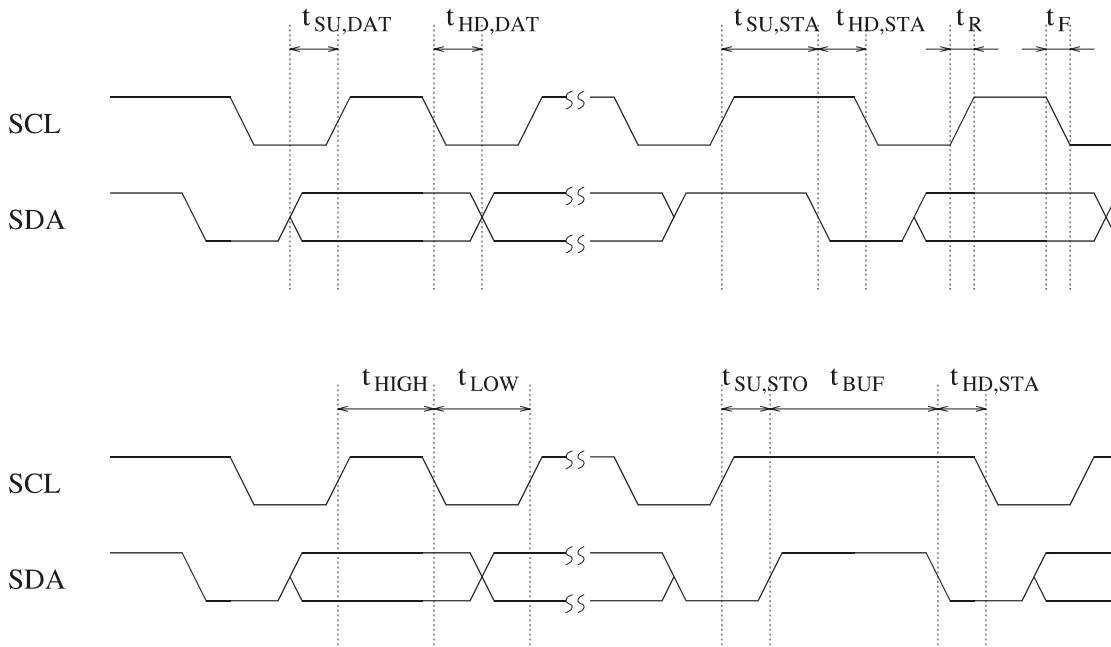 tSU,DAT tHD,DAT tSU,STA tHD,STA tR tF
SCL
SDA
tHIGH tLOW tSU,STO tBUF tHD,STA
SCL
SDA